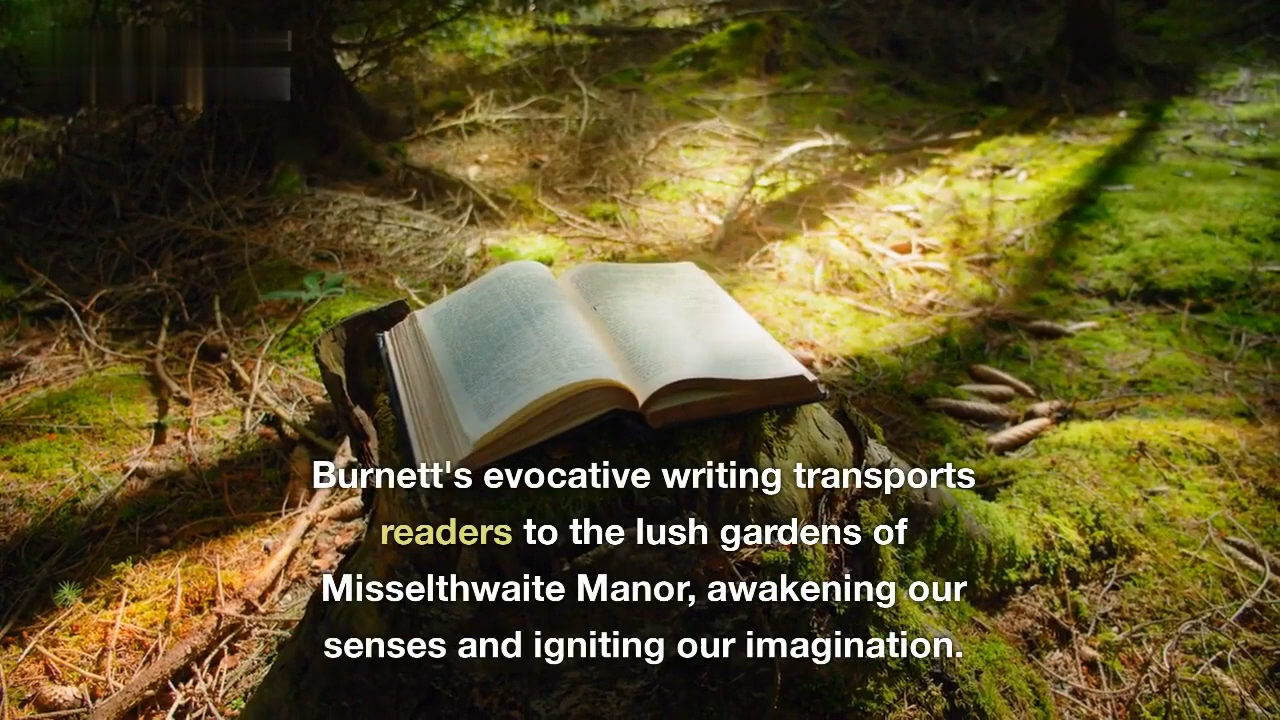 Burnett's evocative writing transports
readers to the lush gardens of
Misselthwaite Manor, awakening our
senses and igniting our imagination.